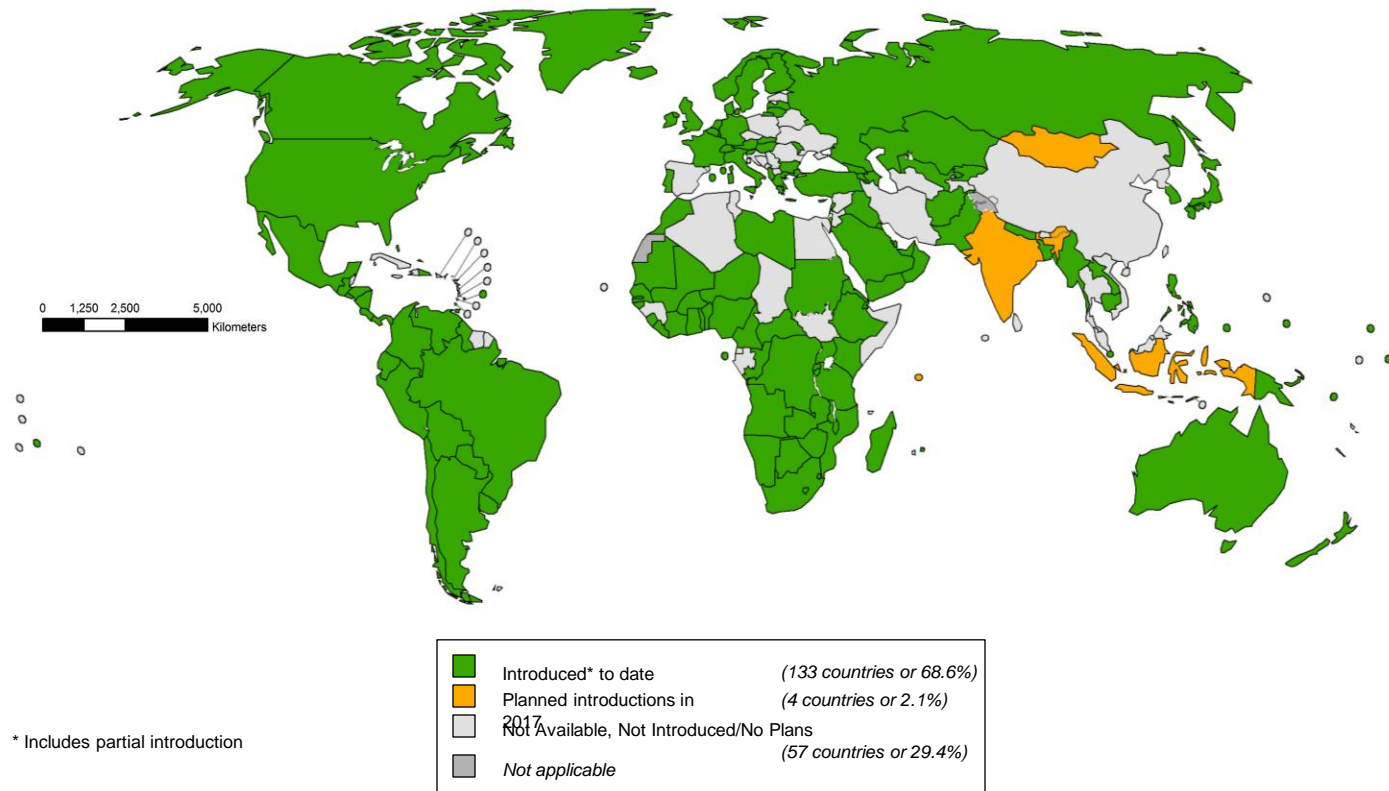 0 1,250 2,500 5,000
Kilometers
Introduced* to date (133 countries or 68.6%)
Planned introductions in (4 countries or 2.1%)
2017
Not Available, Not Introduced/No Plans
(57 countries or 29.4%)
Not applicable
* Includes partial introduction